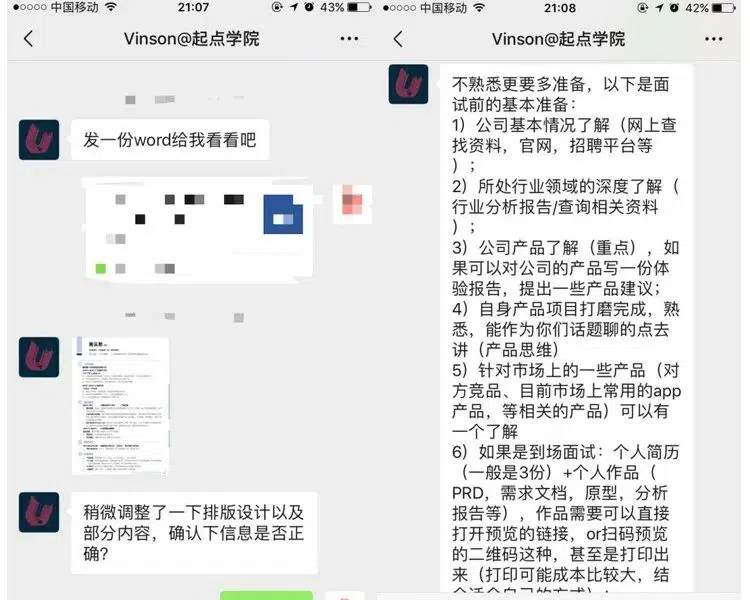 中国移动
21:07
43%
Vinson@起点学院
发一份word给我看看吧
稍微调整了一下排版设计以及
部分内容，确认下信息是否正
确？
中国移动
21:08
42%
Vinson@起点学院
不熟悉更要多准备，以下是面
试前的基本准备：
1）公司基本情况了解（网上查
找资料，官网，招聘平台等
）；
2）所处行业领域的深度了解（
行业分析报告/查询相关资料
）；
3）公司产品了解（重点），如
果可以对公司的产品写一份体
验报告，提出一些产品建议；
4）自身产品项目打磨完成，熟
悉，能作为你们话题聊的点去
讲（产品思维）
5）针对市场上的一些产品（对
方竞品、目前市场上常用的app
产品，等相关的产品）可以有
一个了解
6）如果是到场面试：个人简历
（一般是3份）+个人作品（
PRD，需求文档，原型，分析
报告等），作品需要可以直接
打开预览的链接，or扫码预览
的二维码这种，甚至是打印出
来（打印可能成本比较大，结